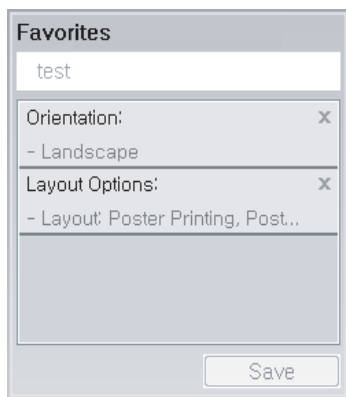 Favorites
test
Orientation: x
- Landscape
Layout Options: x
- Layout: Poster Printing, Post...
Save